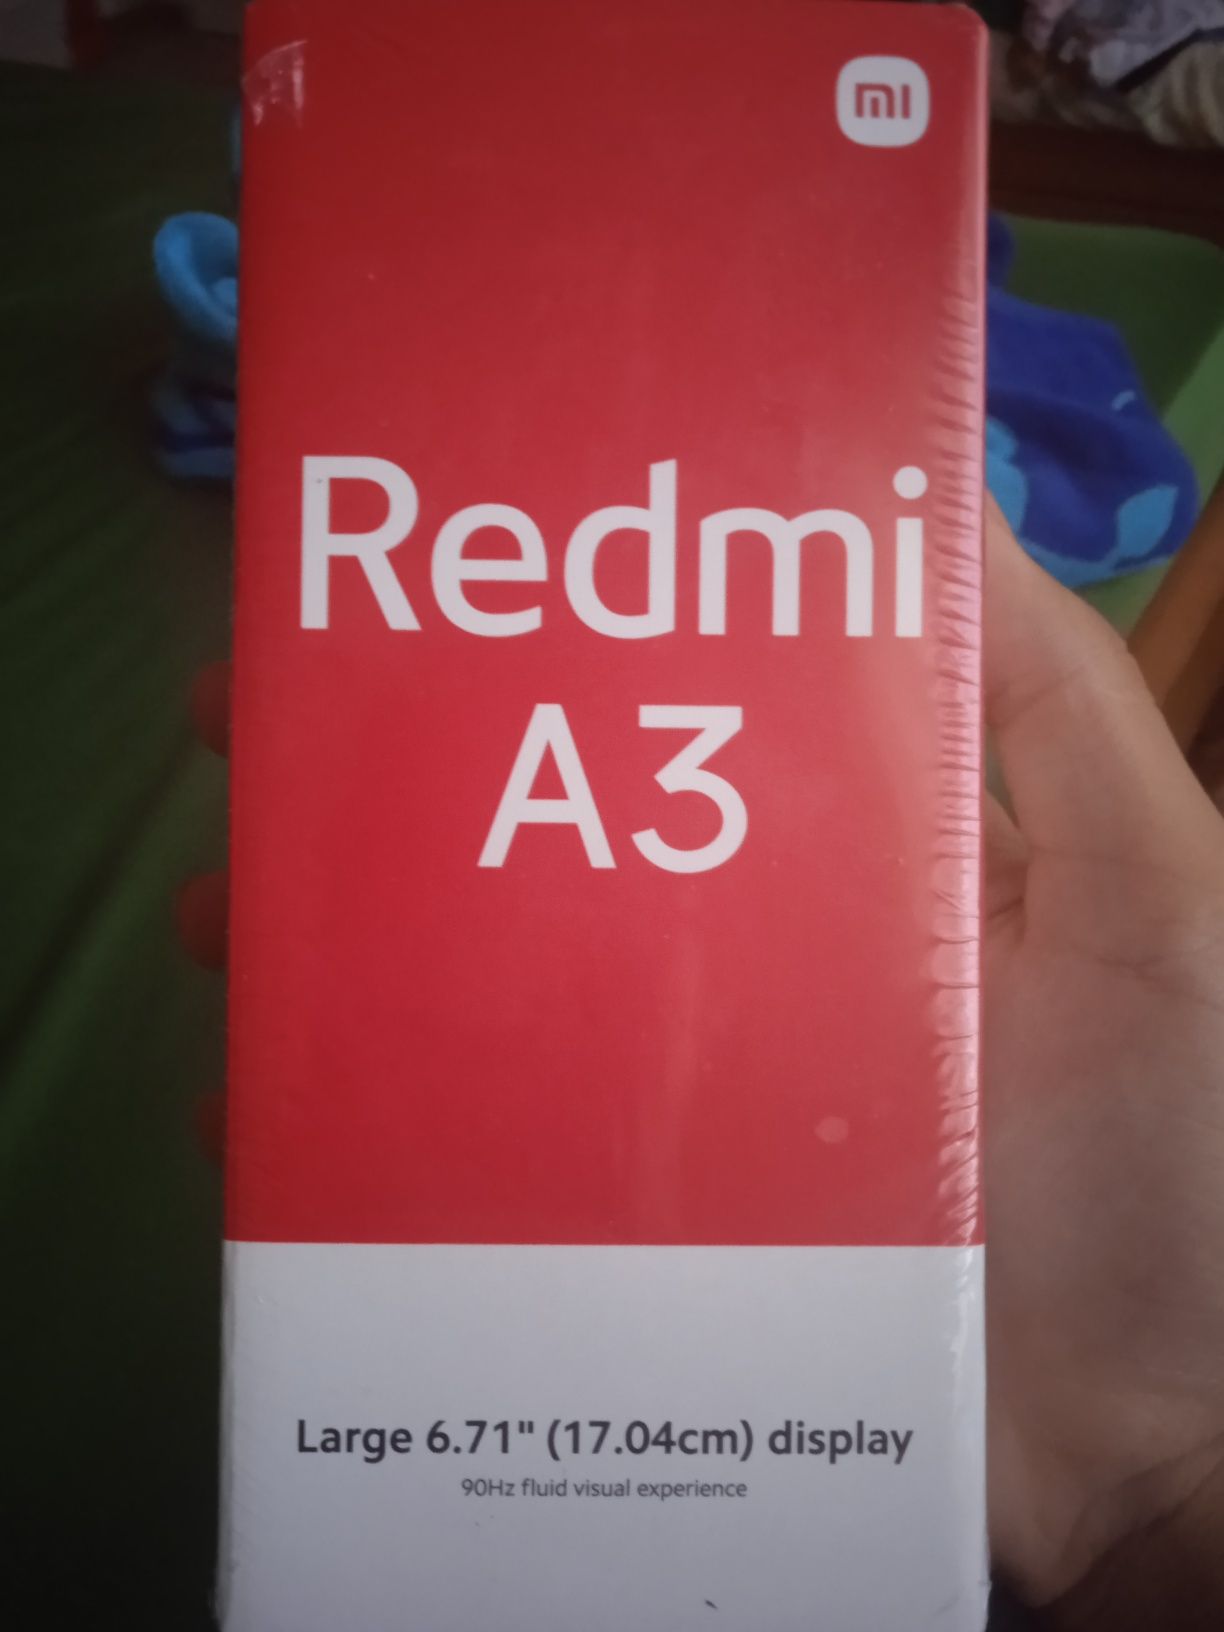 mi
Redmi
A3
Large 6.71" (17.04cm) display
90Hz fluid visual experience